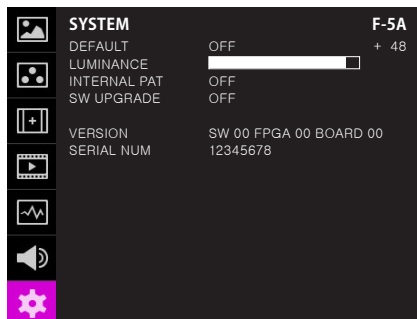 SYSTEM F-5A
DEFAULT OFF + 48
LUMINANCE
INTERNAL PAT OFF
SW UPGRADE OFF
VERSION SW 00 FPGA 00 BOARD 00
SERIAL NUM 12345678